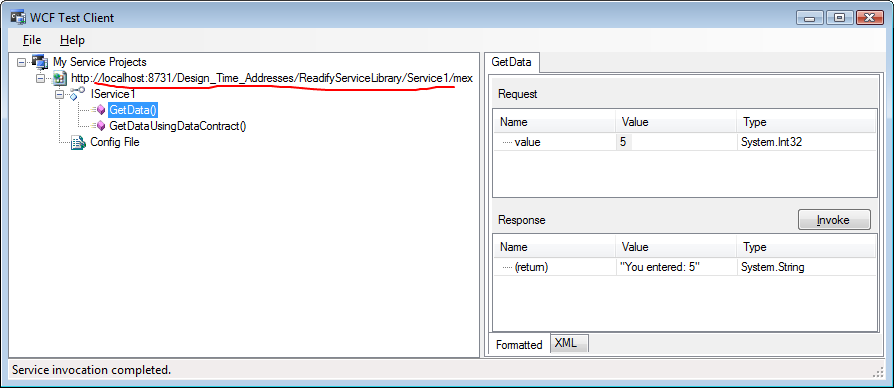 WCF Test Client
File Help
My Service Projects
http://localhost:8731/Design_Time_Addresses/ReadifyServiceLibrary/Service1/mex
IService1
GetData()
GetDataUsingDataContract()
Config File
GetData
Request
Name Value Type
value 5 System.Int32
Response Invoke
Name Value Type
(return) "You entered: 5" System.String
Formatted XML
Service invocation completed.